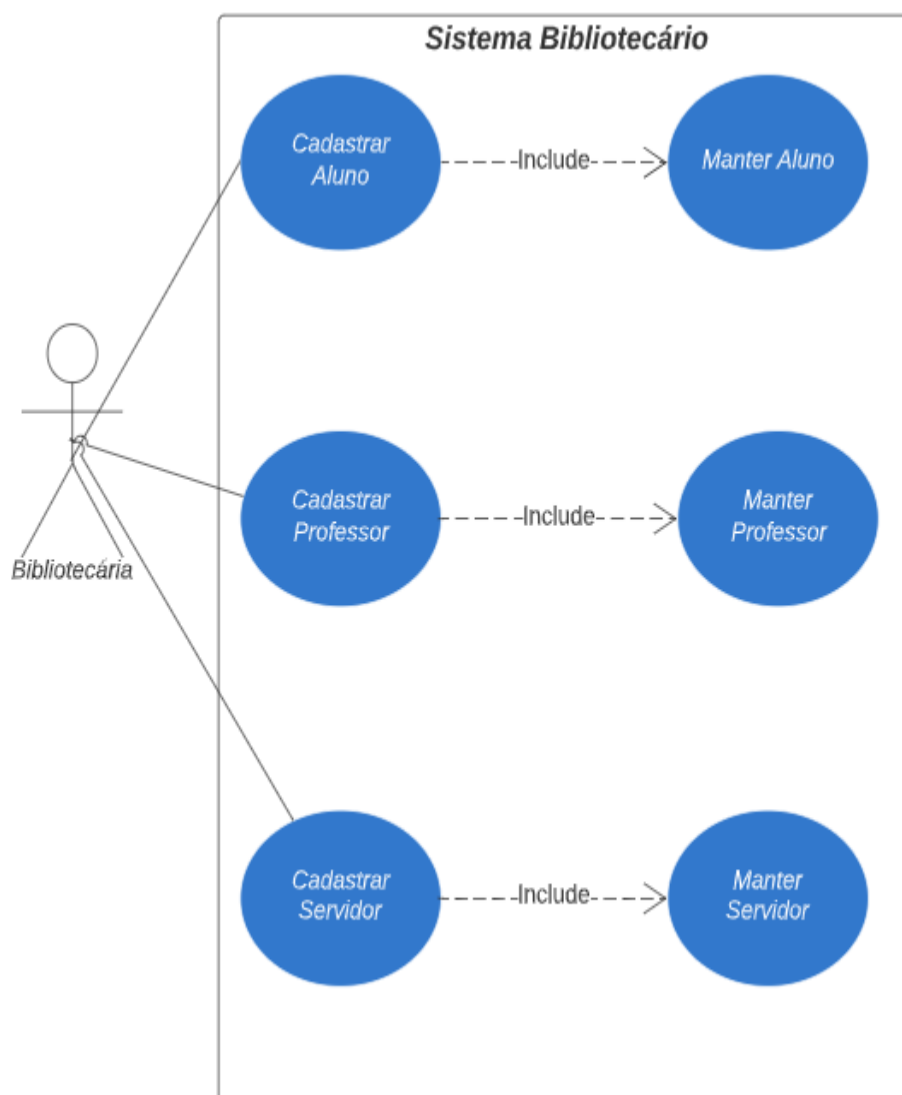 Sistema Bibliotecário
Cadastrar
Aluno
Include
Manter Aluno
Cadastrar
Professor
Include
Manter
Professor
Bibliotecária
Cadastrar
Servidor
Include
Manter
Servidor